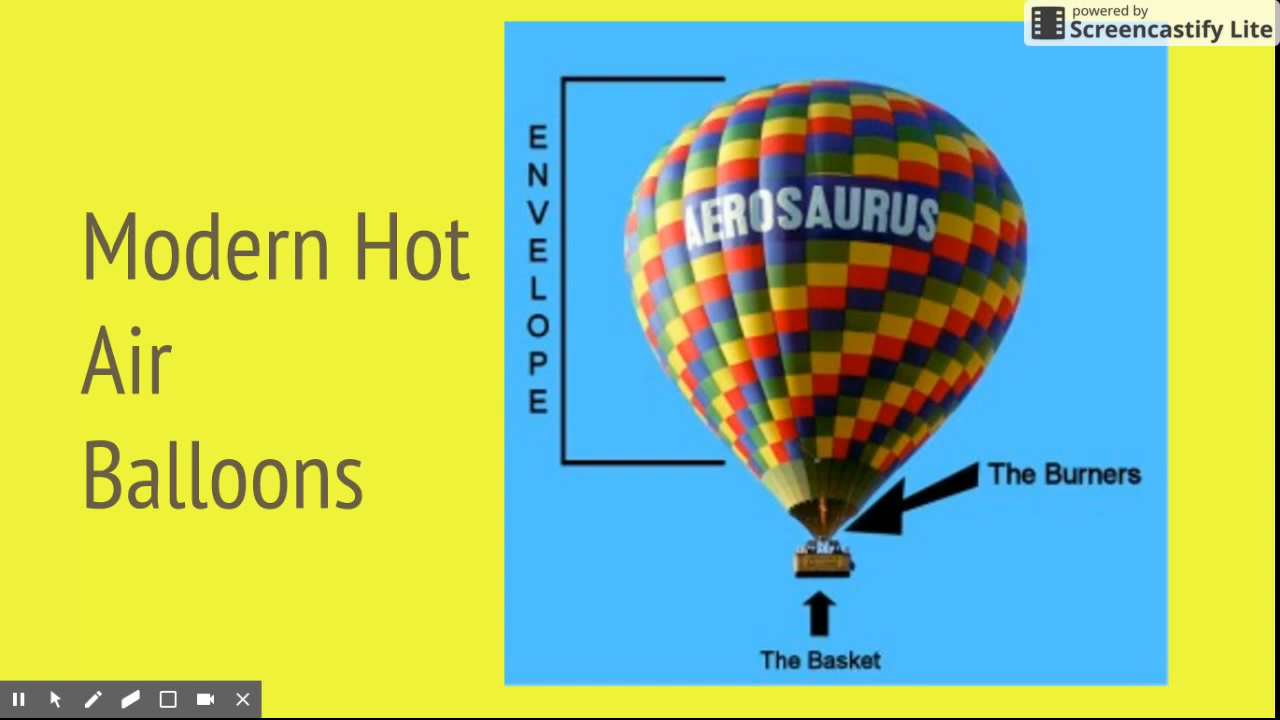 powered by
Screencastify Lite
Modern Hot
Air
Balloons
E
N
V
E
L
O
P
E
AEROSAURUS
The Burners
The Basket